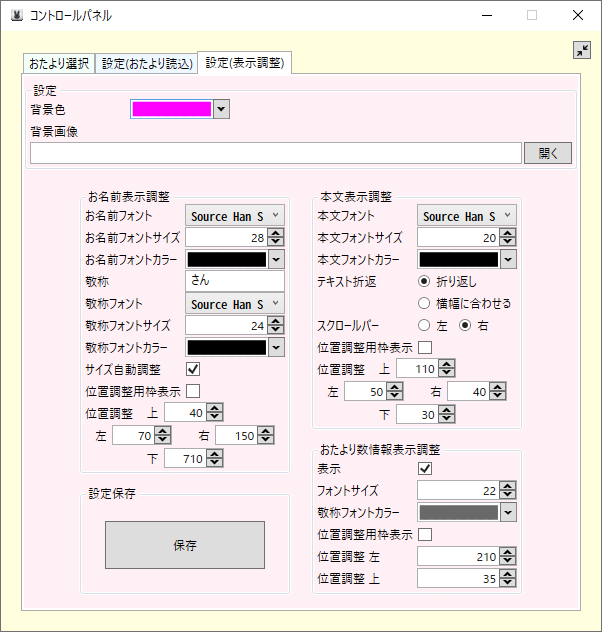 コントロールパネル
おたより選択 設定(おたより読込) 設定(表示調整)
設定
背景色
背景画像
開く
お名前表示調整
お名前フォント Source Han S
お名前フォントサイズ 28
お名前フォントカラー
敬称 さん
敬称フォント Source Han S
敬称フォントサイズ 24
敬称フォントカラー
サイズ自動調整
位置調整用枠表示
位置調整 上 40
左 70 右 150
下 710
設定保存
保存
本文表示調整
本文フォント Source Han S
本文フォントサイズ 20
本文フォントカラー
テキスト折返 折り返し
横幅に合わせる
スクロールバー 左 右
位置調整用枠表示
位置調整 上 110
左 50 右 40
下 30
おたより数情報表示調整
表示
フォントサイズ 22
敬称フォントカラー
位置調整用枠表示
位置調整 左 210
位置調整 上 35